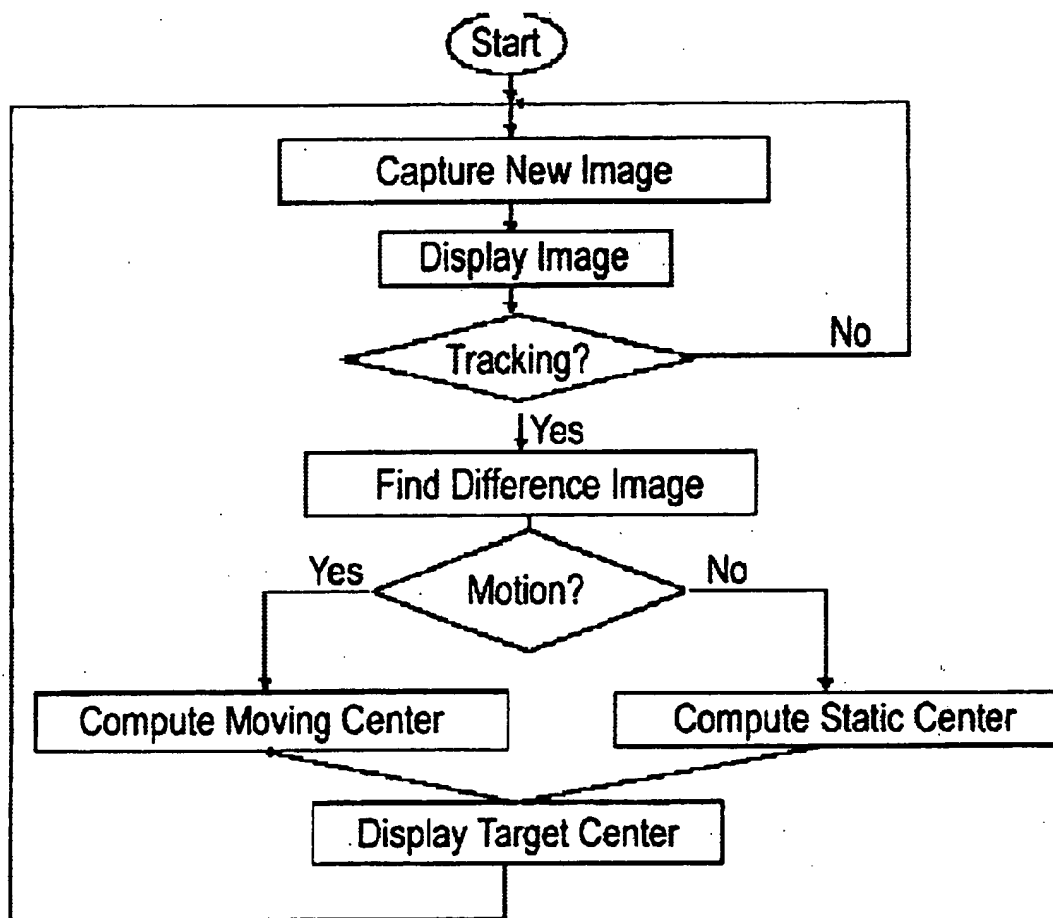 Start
Capture New Image
Display Image
Tracking?
No
Yes
Find Difference Image
Yes
Motion?
No
Compute Moving Center
Compute Static Center
Display Target Center